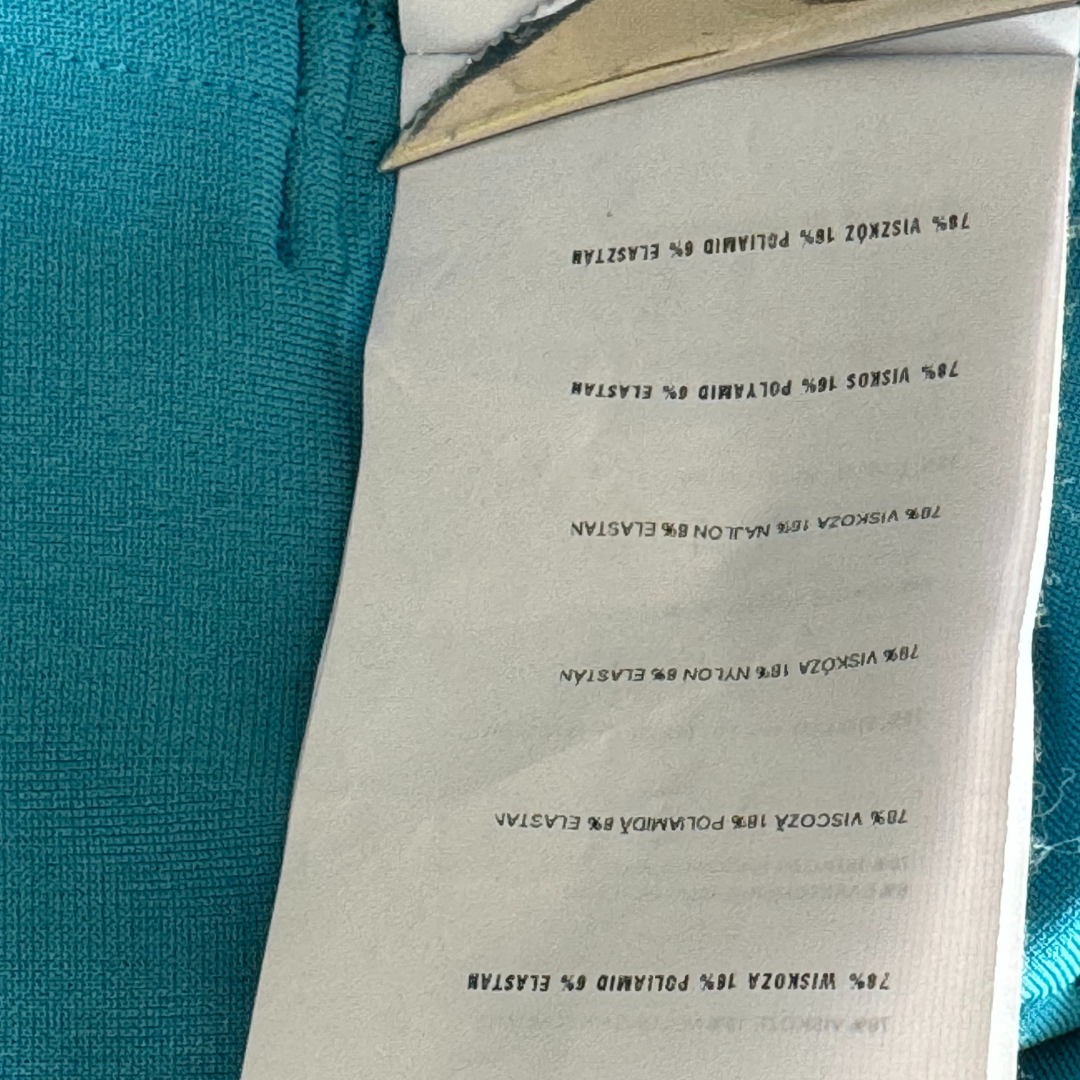 78% WISKOZA 16% POLIAMID 6% ELASTAN
78% VISCOZĂ 16% POLIAMIDĂ 6% ELASTAN
78% VISKÓZA 16% NYLON 6% ELASTÁN
78% VISKOZA 16% NAJLON 6% ELASTAN
78% VISKOS 16% POLYAMID 6% ELASTAN
78% VISZKÓZ 16% POLIAMID 6% ELASZTÁN